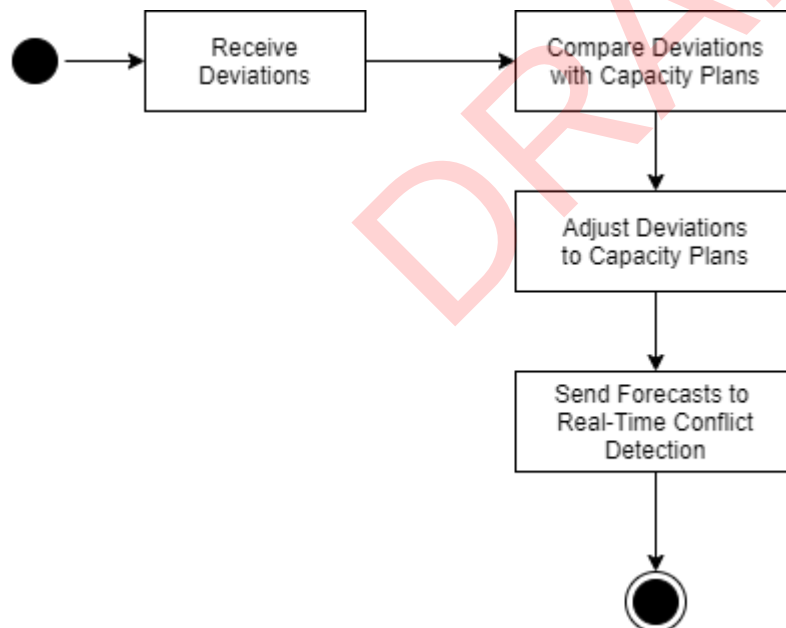 Receive
Deviations
Compare Deviations
with Capacity Plans
Adjust Deviations
to Capacity Plans
Send Forecasts to
Real-Time Conflict
Detection